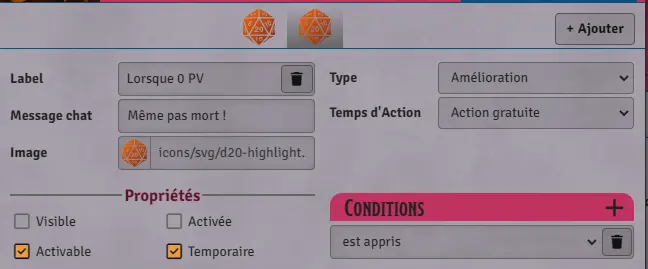 + Ajouter
Label
Lorsque 0 PV
Type
Amélioration
Message chat
Même pas mort !
Temps d'Action
Action gratuite
Image
icons/svg/d20-highlight.
Propriétés
Visible
Activée
Activable
Temporaire
CONDITIONS +
est appris